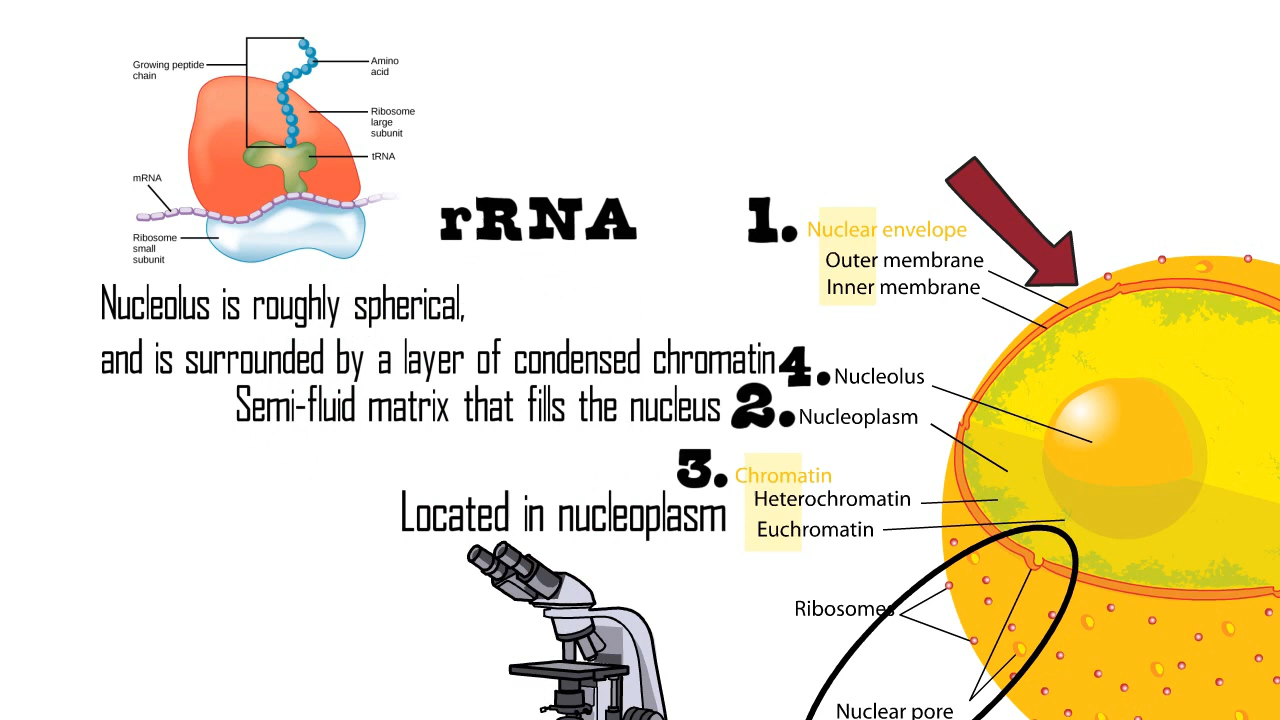 Growing peptide
chain
Amino
acid
Ribosome
large
subunit
tRNA
mRNA
Ribosome
small
subunit
rRNA
1. Nuclear envelope
Outer membrane
Inner membrane
Nucleolus is roughly spherical,
and is surrounded by a layer of condensed chromatin
4. Nucleolus
Semi-fluid matrix that fills the nucleus
2. Nucleoplasm
3. Chromatin
Heterochromatin
Located in nucleoplasm
Euchromatin
Ribosomes
Nuclear pore